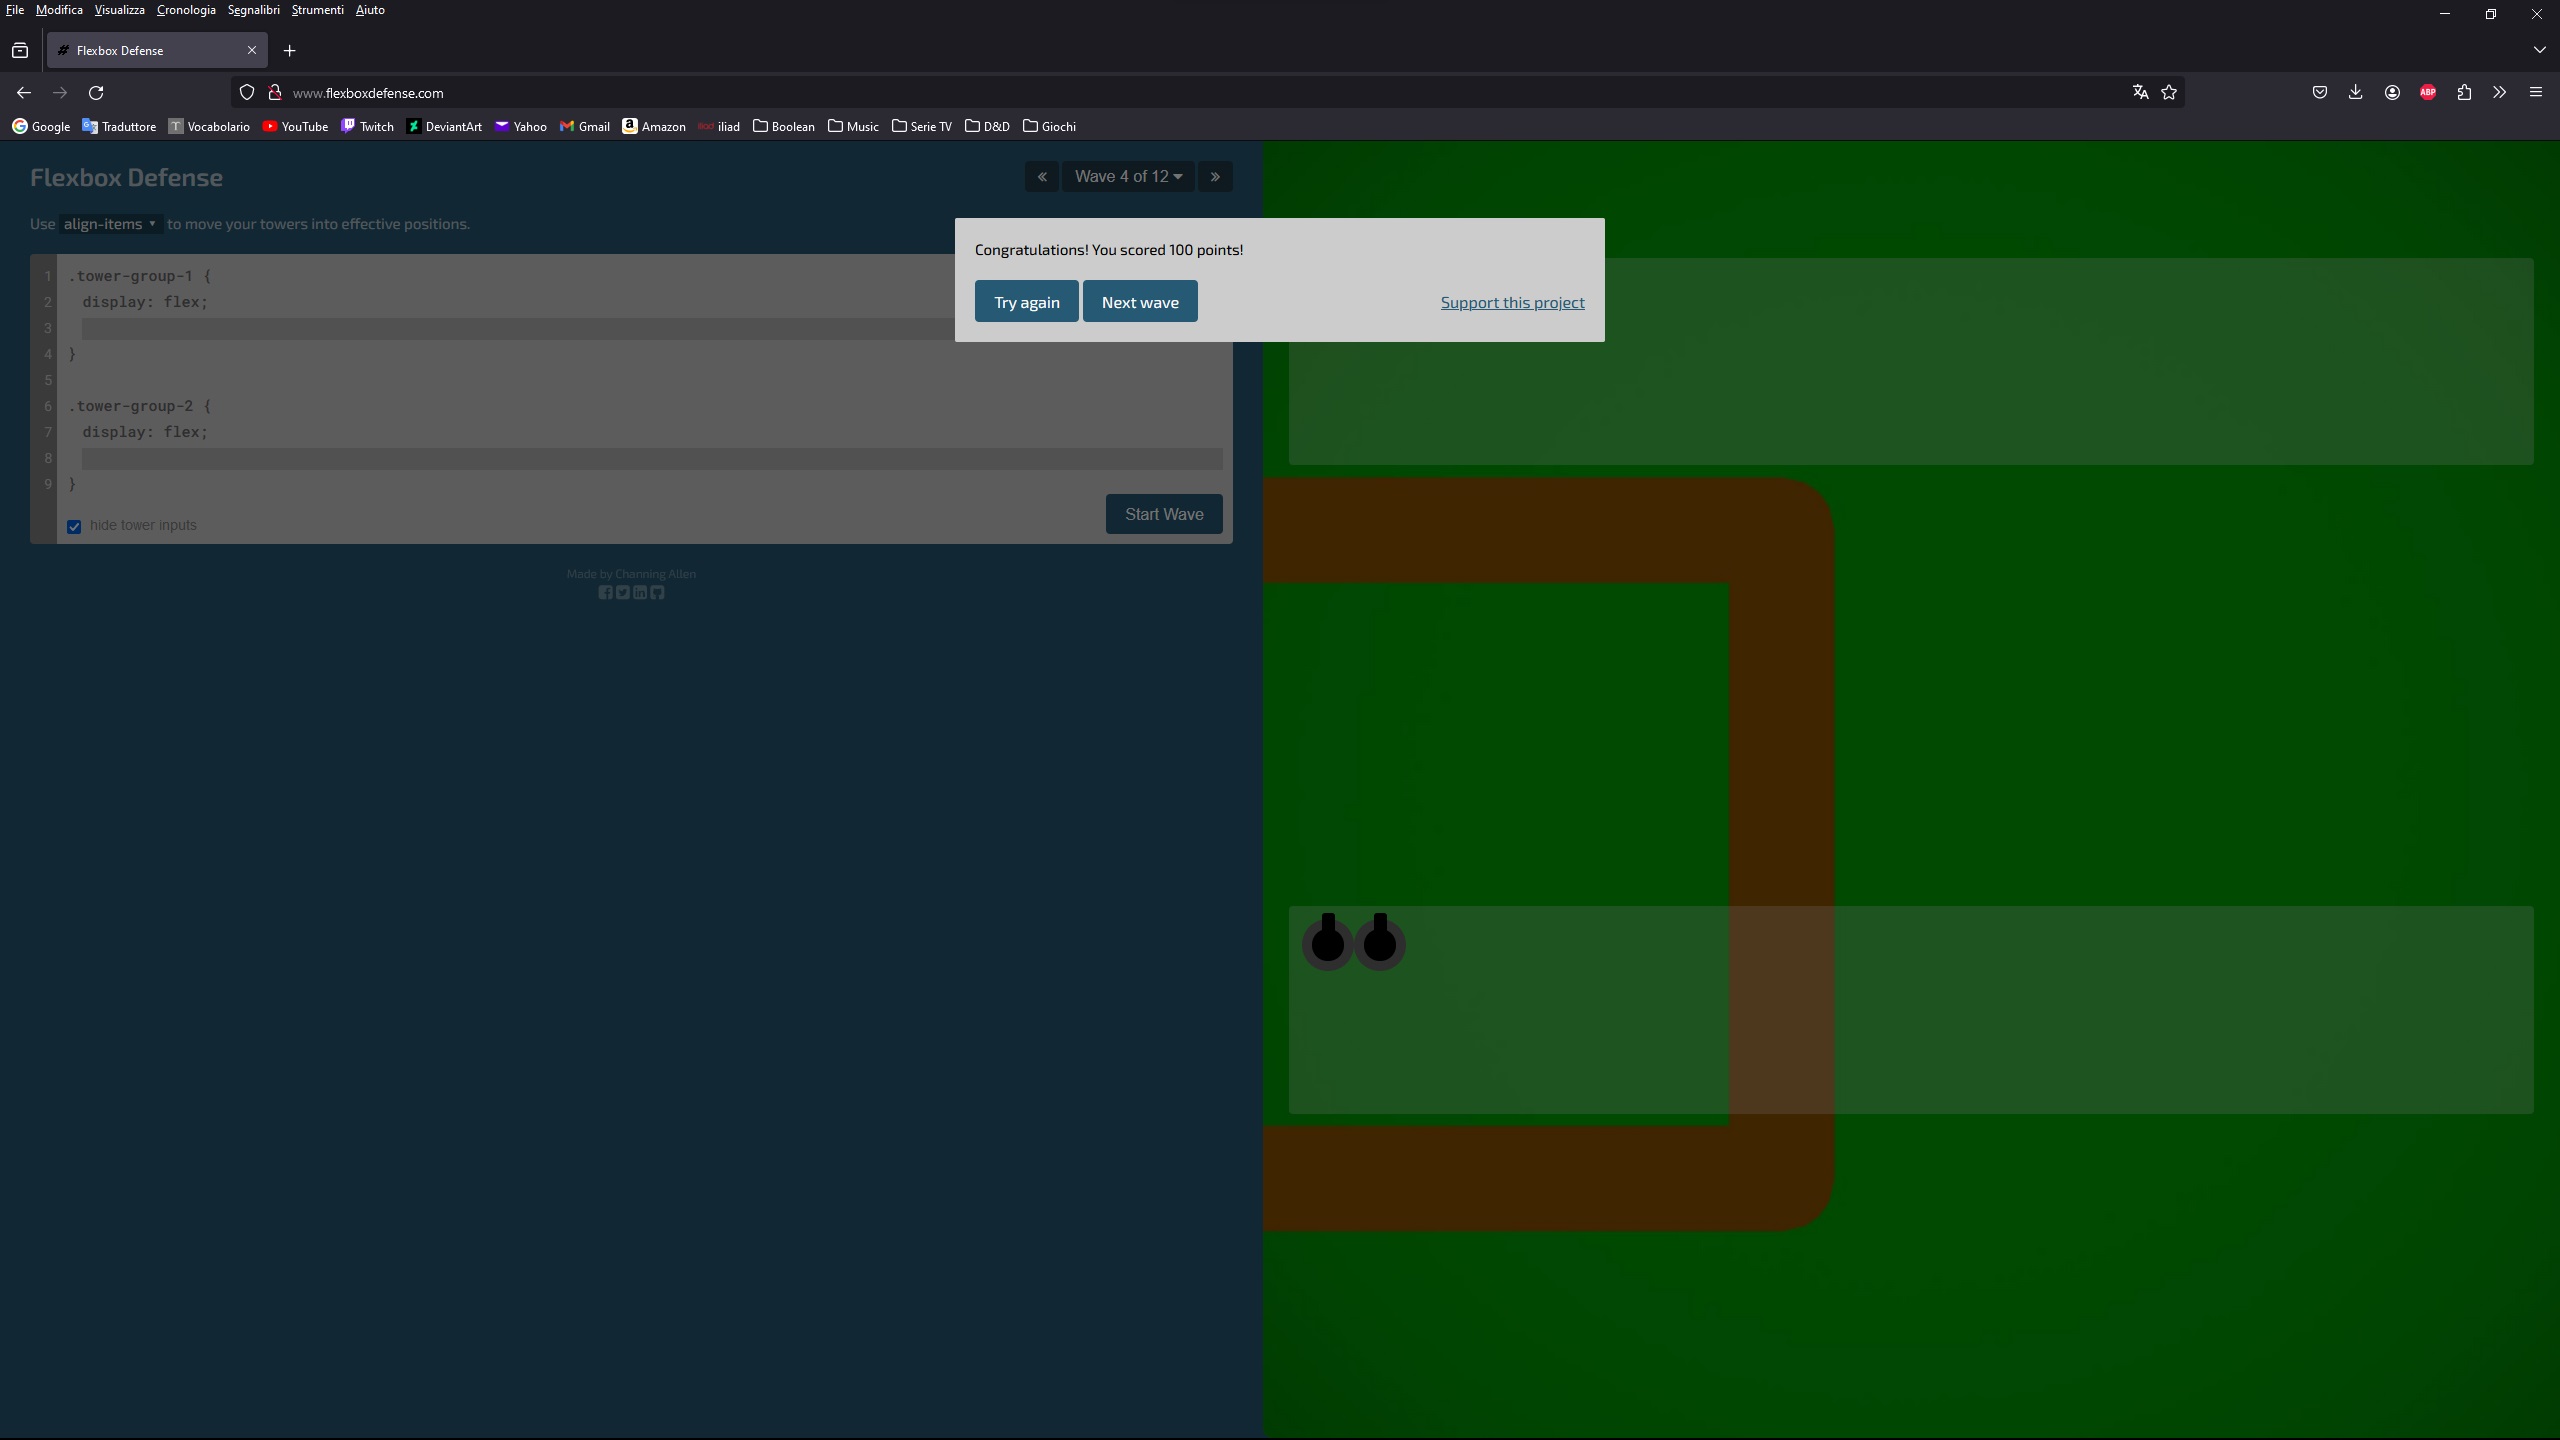 File Modifica Visualizza Cronologia Segnalibri Strumenti Aiuto
Flexbox Defense
www.flexboxdefense.com
ABP
Google Traduttore Vocabolario YouTube Twitch DeviantArt Yahoo Gmail Amazon iliad Boolean Music Serie TV D&D Giochi
Flexbox Defense
« Wave 4 of 12 »
Use align-items to move your towers into effective positions.
Congratulations! You scored 100 points!
Try again Next wave Support this project
1 .tower-group-1 {
2 display: flex;
3
4 }
5
6 .tower-group-2 {
7 display: flex;
8
9 }
Start Wave
hide tower inputs
Made by Channing Allen